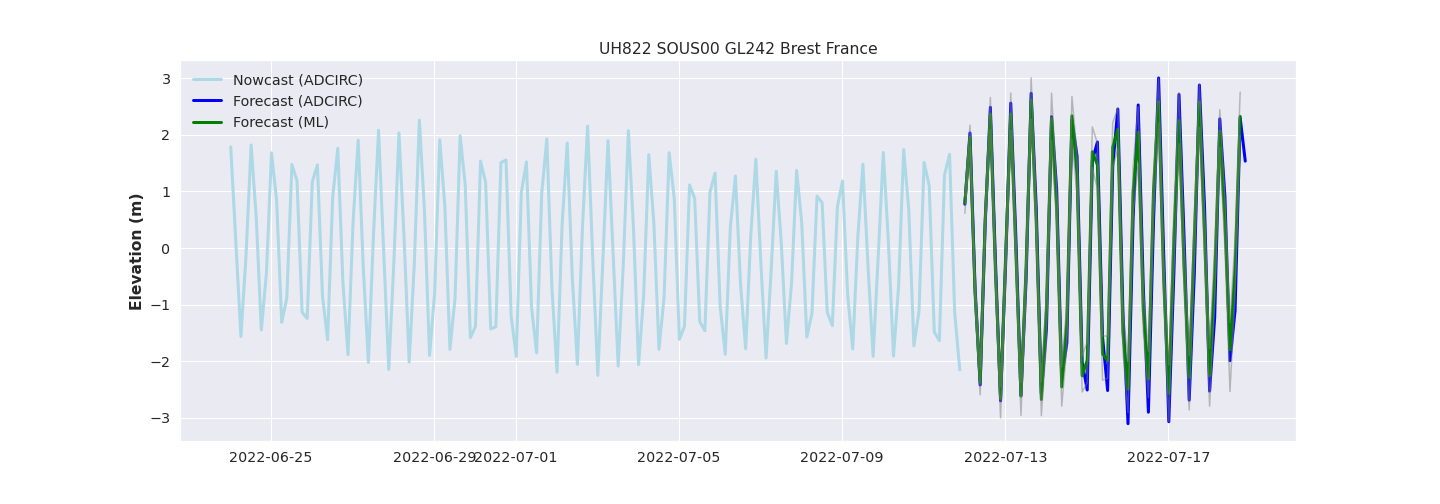 UH822 SOUS00 GL242 Brest France
Nowcast (ADCIRC)
Forecast (ADCIRC)
Forecast (ML)
Elevation (m)
3
2
1
0
−1
−2
−3
2022-06-25
2022-06-29
2022-07-01
2022-07-05
2022-07-09
2022-07-13
2022-07-17